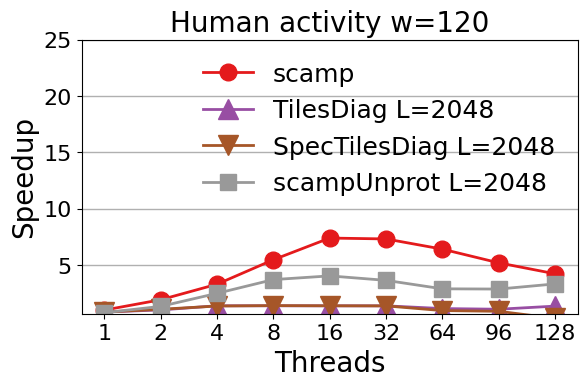 Human activity w=120
25
20
15
10
5
Speedup
scamp
TilesDiag L=2048
SpecTilesDiag L=2048
scampUnprot L=2048
1 2 4 8 16 32 64 96 128
Threads